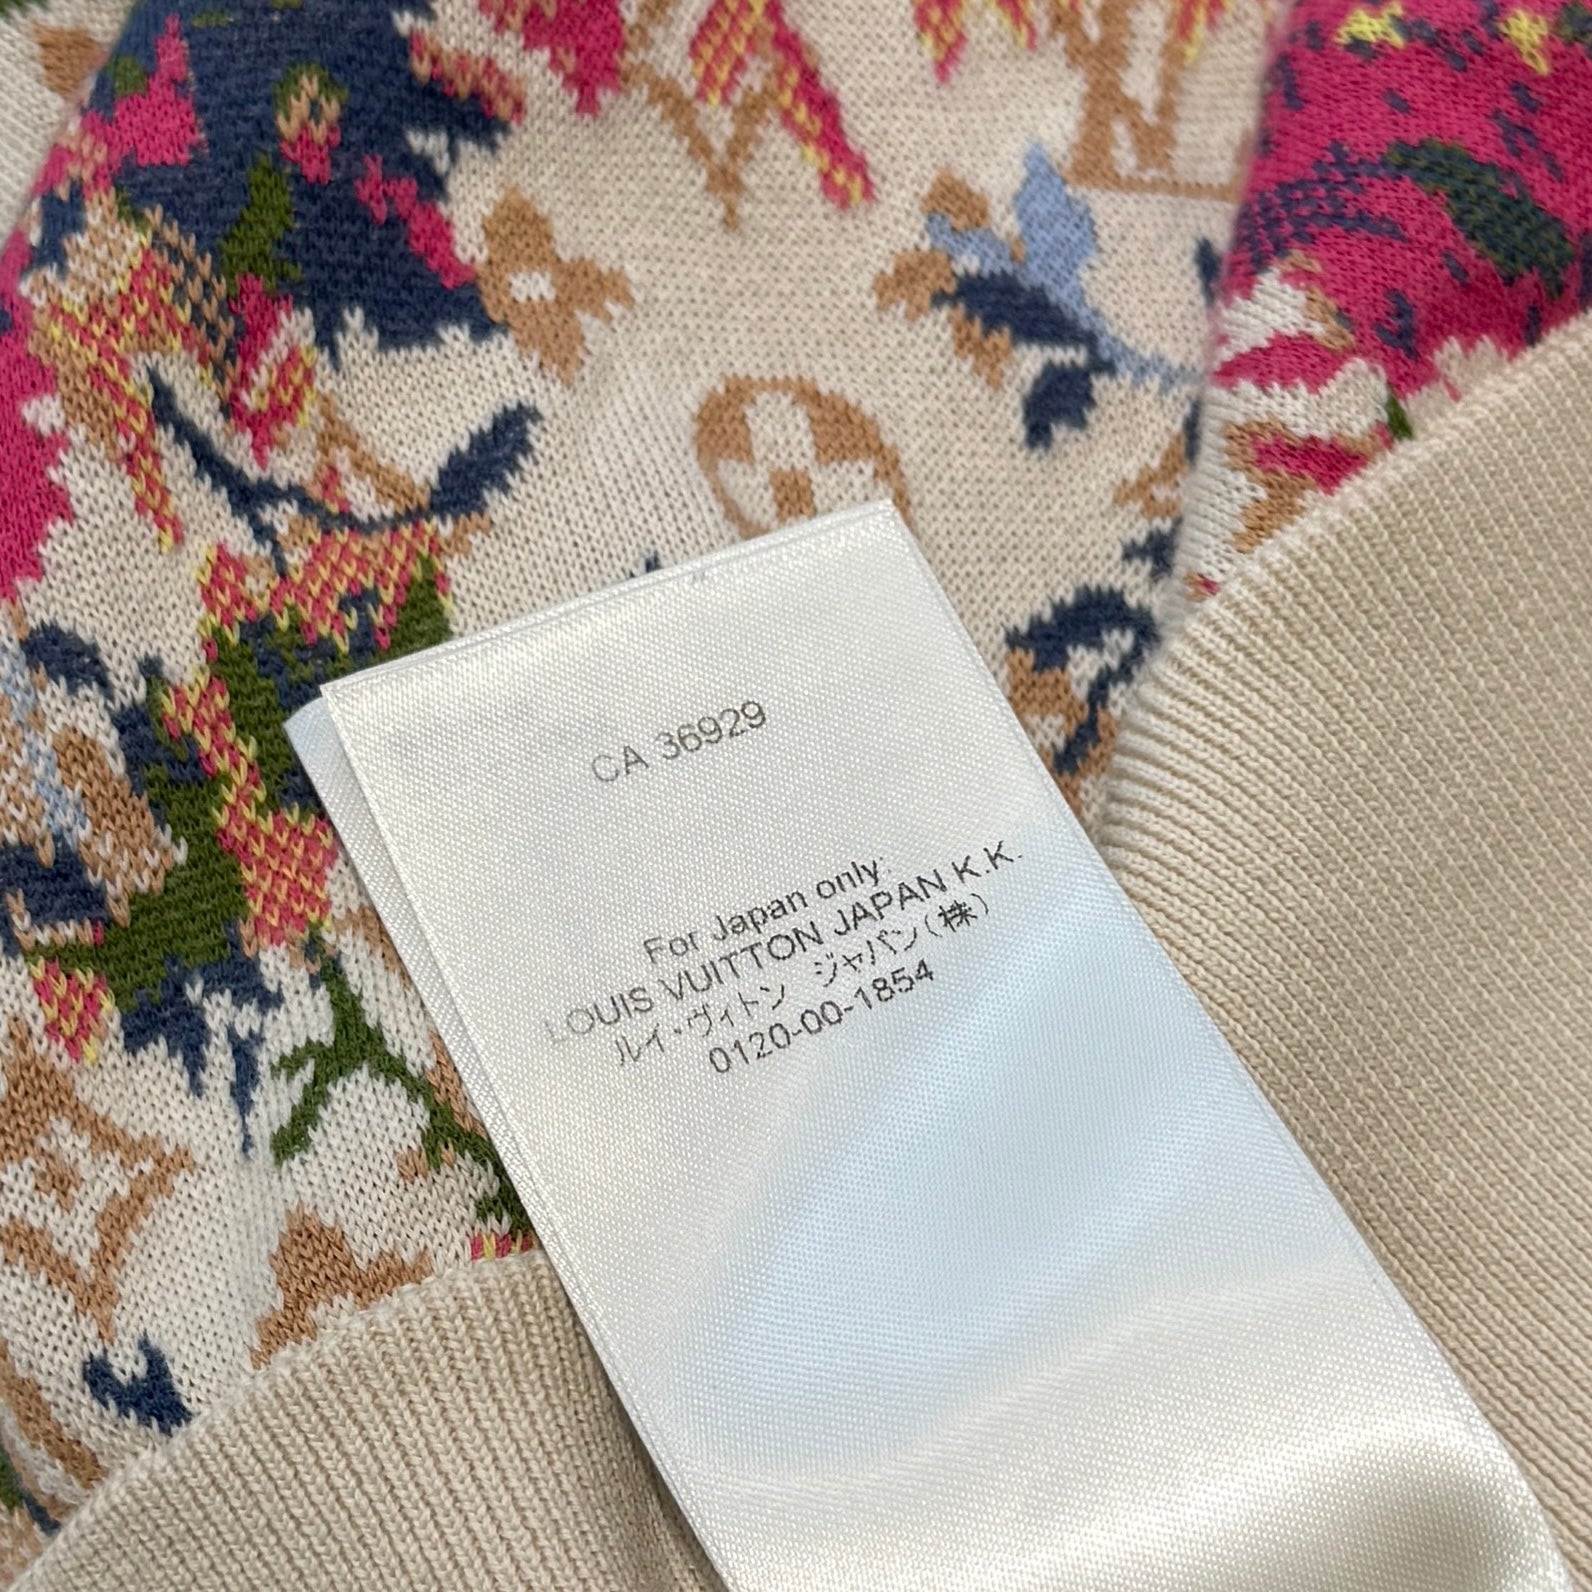 CA 36929
For Japan only:
LOUIS VUITTON JAPAN K.K.
ルイ・ヴィトン ジャパン(株)
0120-00-1854